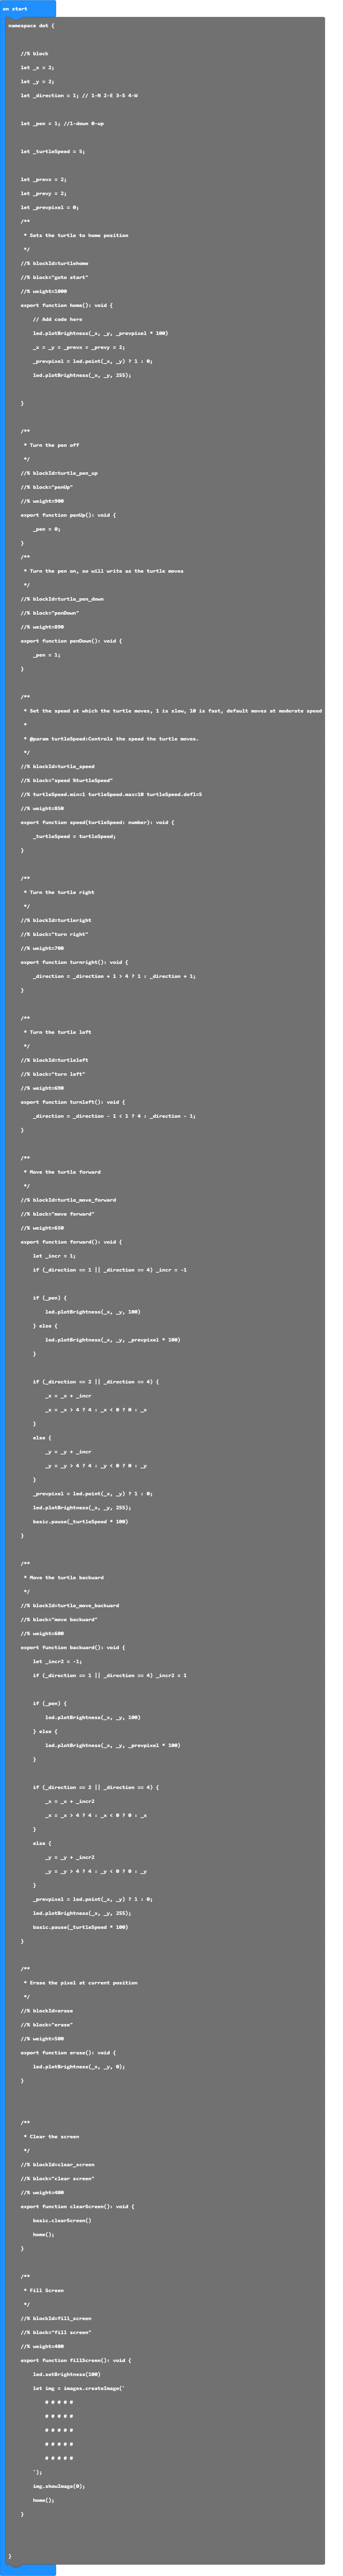 on start
namespace dot {
//% block
let _x = 2;
let _y = 2;
let _direction = 1; // 1-N 2-E 3-S 4-W
let _pen = 1; //1-down 0-up
let _turtleSpeed = 5;
let _prevx = 2;
let _prevy = 2;
let _prevpixel = 0;
/**
* Sets the turtle to home position
*/
//% blockId=turtlehome
//% block="goto start"
//% weight=1000
export function home(): void {
// Add code here
led.plotBrightness(_x, _y, _prevpixel * 100)
_x = _y = _prevx = _prevy = 2;
_prevpixel = led.point(_x, _y) ? 1 : 0;
led.plotBrightness(_x, _y, 255);
}
/**
* Turn the pen off
*/
//% blockId=turtle_pen_up
//% block="penUp"
//% weight=900
export function penUp(): void {
_pen = 0;
}
/**
* Turn the pen on, so will write as the turtle moves
*/
//% blockId=turtle_pen_down
//% block="penDown"
//% weight=890
export function penDown(): void {
_pen = 1;
}
/**
* Set the speed at which the turtle moves, 1 is slow, 10 is fast, default moves at moderate speed
*
* @param turtleSpeed:Controls the speed the turtle moves.
*/
//% blockId=turtle_speed
//% block="speed %turtleSpeed"
//% turtleSpeed.min=1 turtleSpeed.max=10 turtleSpeed.defl=5
//% weight=850
export function speed(turtleSpeed: number): void {
_turtleSpeed = turtleSpeed;
}
/**
* Turn the turtle right
*/
//% blockId=turtleright
//% block="turn right"
//% weight=700
export function turnright(): void {
_direction = _direction + 1 > 4 ? 1 : _direction + 1;
}
/**
* Turn the turtle left
*/
//% blockId=turtleleft
//% block="turn left"
//% weight=690
export function turnleft(): void {
_direction = _direction - 1 < 1 ? 4 : _direction - 1;
}
/**
* Move the turtle forward
*/
//% blockId=turtle_move_forward
//% block="move forward"
//% weight=650
export function forward(): void {
let _incr = 1;
if (_direction == 1 || _direction == 4) _incr = -1
if (_pen) {
led.plotBrightness(_x, _y, 100)
} else {
led.plotBrightness(_x, _y, _prevpixel * 100)
}
if (_direction == 2 || _direction == 4) {
_x = _x + _incr
_x = _x > 4 ? 4 : _x < 0 ? 0 : _x
}
else {
_y = _y + _incr
_y = _y > 4 ? 4 : _y < 0 ? 0 : _y
}
_prevpixel = led.point(_x, _y) ? 1 : 0;
led.plotBrightness(_x, _y, 255);
basic.pause(_turtleSpeed * 100)
}
/**
* Move the turtle backward
*/
//% blockId=turtle_move_backward
//% block="move backward"
//% weight=600
export function backward(): void {
let _incr2 = -1;
if (_direction == 1 || _direction == 4) _incr2 = 1
if (_pen) {
led.plotBrightness(_x, _y, 100)
} else {
led.plotBrightness(_x, _y, _prevpixel * 100)
}
if (_direction == 2 || _direction == 4) {
_x = _x + _incr2
_x = _x > 4 ? 4 : _x < 0 ? 0 : _x
}
else {
_y = _y + _incr2
_y = _y > 4 ? 4 : _y < 0 ? 0 : _y
}
_prevpixel = led.point(_x, _y) ? 1 : 0;
led.plotBrightness(_x, _y, 255);
basic.pause(_turtleSpeed * 100)
}
/**
* Erase the pixel at current position
*/
//% blockId=erase
//% block="erase"
//% weight=500
export function erase(): void {
led.plotBrightness(_x, _y, 0);
}
/**
* Clear the screen
*/
//% blockId=clear_screen
//% block="clear screen"
//% weight=400
export function clearScreen(): void {
basic.clearScreen()
home();
}
/**
* Fill Screen
*/
//% blockId=fill_screen
//% block="fill screen"
//% weight=400
export function fillScreen(): void {
led.setBrightness(100)
let img = images.createImage(`
# # # # #
# # # # #
# # # # #
# # # # #
# # # # #
`);
img.showImage(0);
home();
}
}